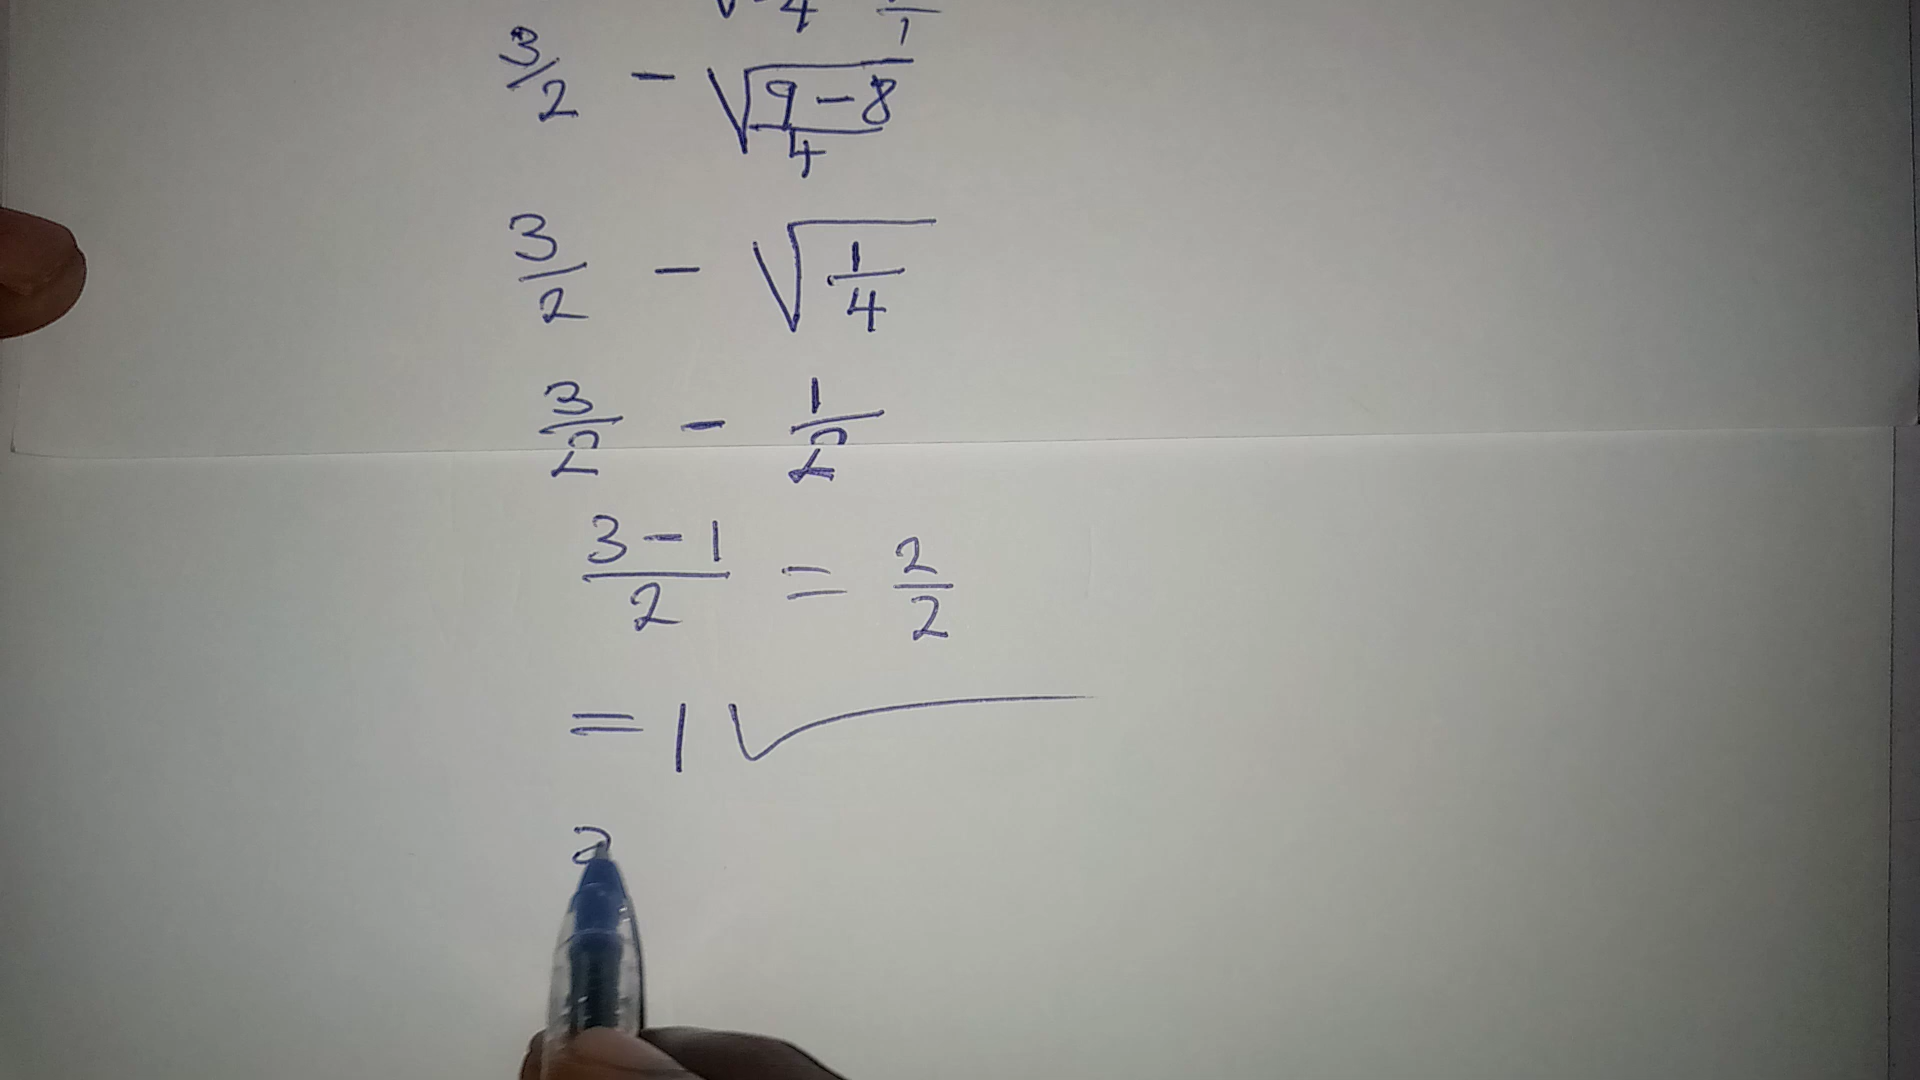 3/2 - √(9-8)/4
3/2 - √1/4
3/2 - 1/2
3-1/2 = 2/2
= 1